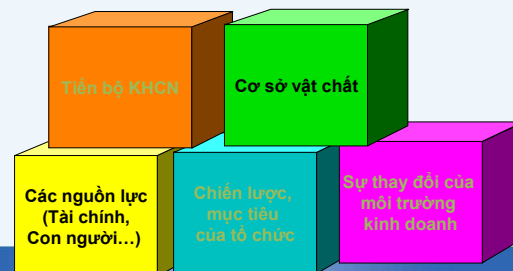 Tiến bộ KHCN
Cơ sở vật chất
Các nguồn lực
(Tài chính,
Con người...)
Chiến lược,
mục tiêu
của tổ chức
Sự thay đổi của
môi trường
kinh doanh